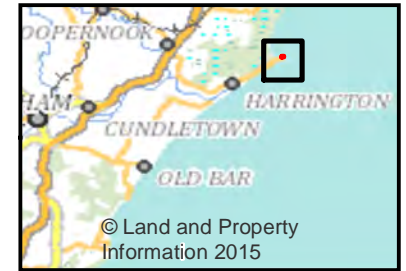 OOPERNOOK
HARRINGTON
HAM
CUNDLETOWN
OLD BAR
© Land and Property
Information 2015